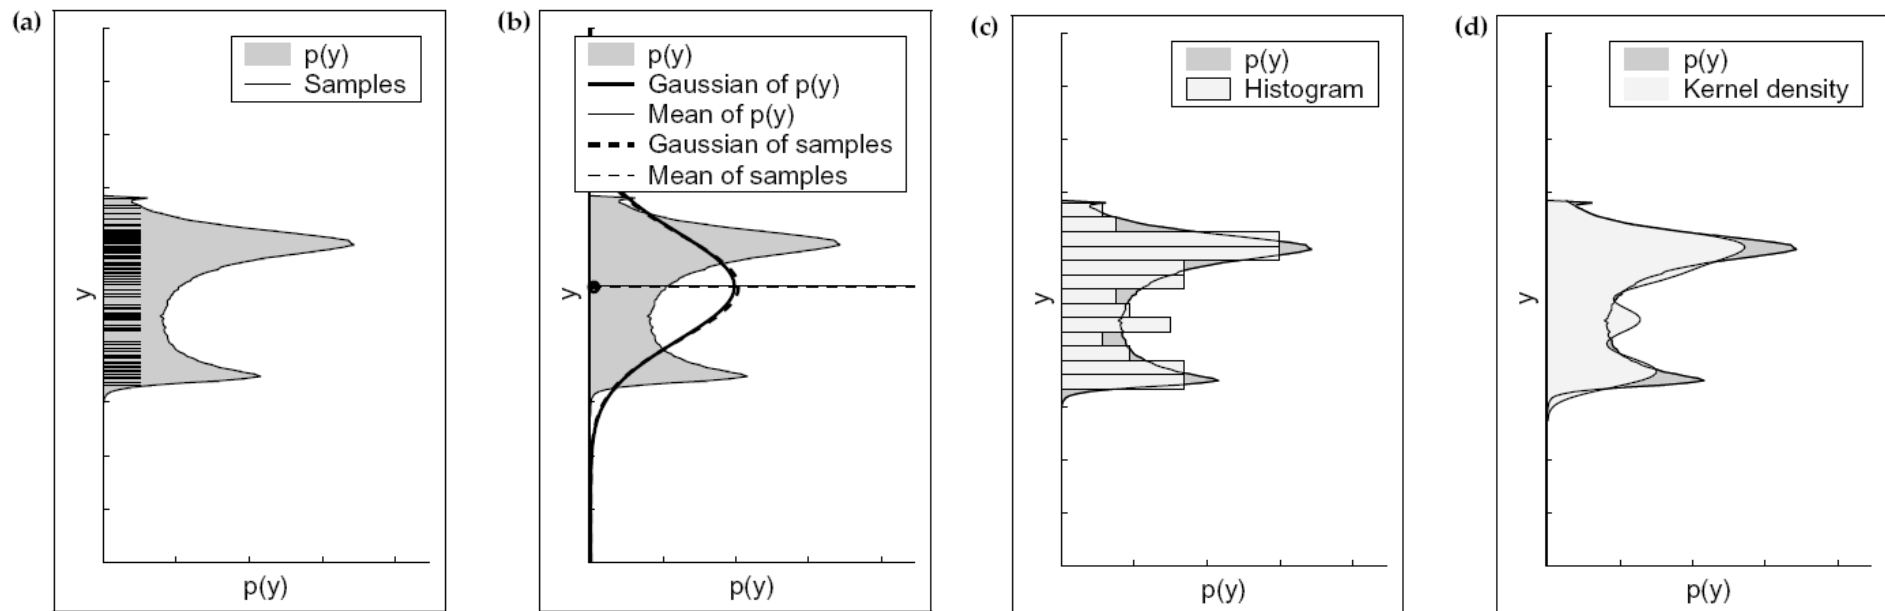 (a)
p(y)
Samples
y
p(y)
(b)
p(y)
Gaussian of p(y)
Mean of p(y)
Gaussian of samples
Mean of samples
y
p(y)
(c)
p(y)
Histogram
y
p(y)
(d)
p(y)
Kernel density
y
p(y)